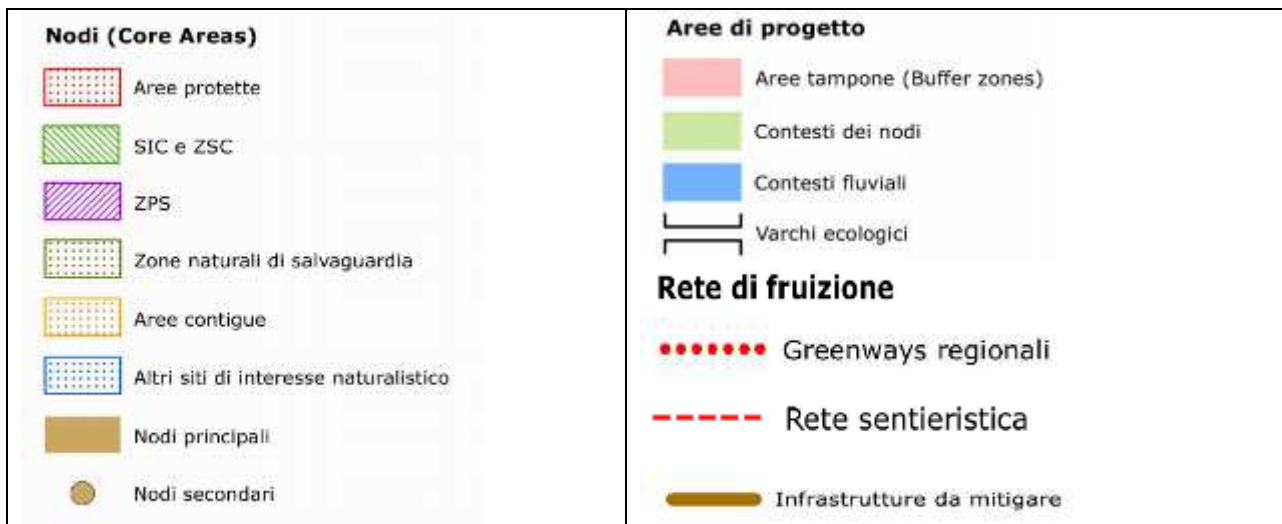 Nodi (Core Areas)
Aree protette
SIC e ZSC
ZPS
Zone naturali di salvaguardia
Aree contigue
Altri siti di interesse naturalistico
Nodi principali
Nodi secondari
Aree di progetto
Aree tampone (Buffer zones)
Contesti dei nodi
Contesti fluviali
Varchi ecologici
Rete di fruizione
Greenways regionali
Rete sentieristica
Infrastrutture da mitigare